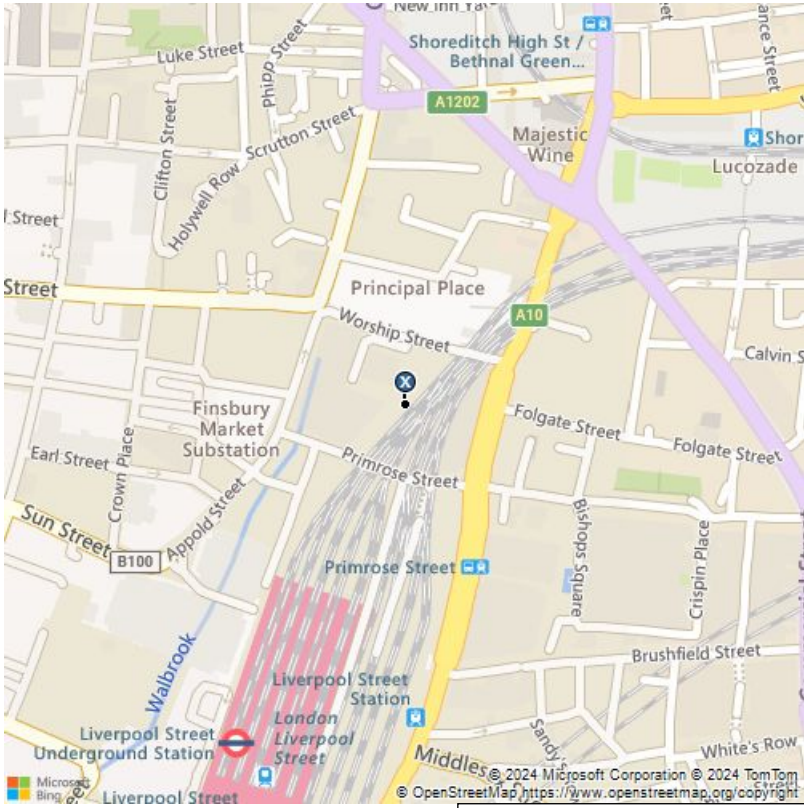 New Inn Yar
Luke Street
Phipp Street
Shoreditch High St /
Bethnal Green...
ance Street
A1202
Clifton Street
Scrutton Street
Holywell Row
Majestic
Wine
Shor
Lucozade
Street
Street
Principal Place
Worship Street
A10
Calvin S
X
Finsbury
Market
Substation
Folgate Street
Folgate Street
Earl Street
Crown Place
Primrose Street
Appold Street
Sun Street
B100
Bishops Square
Crispin Place
Primrose Street
Walbrook
Brushfield Street
Liverpool Street
Station
London
Liverpool
Street
Liverpool Street
Underground Station
Sandy's
White's Row
Middles
Street
Liverpool Street
Microsoft
Bing
© 2024 Microsoft Corporation © 2024 TomTom
© OpenStreetMap https://www.openstreetmap.org/copyright